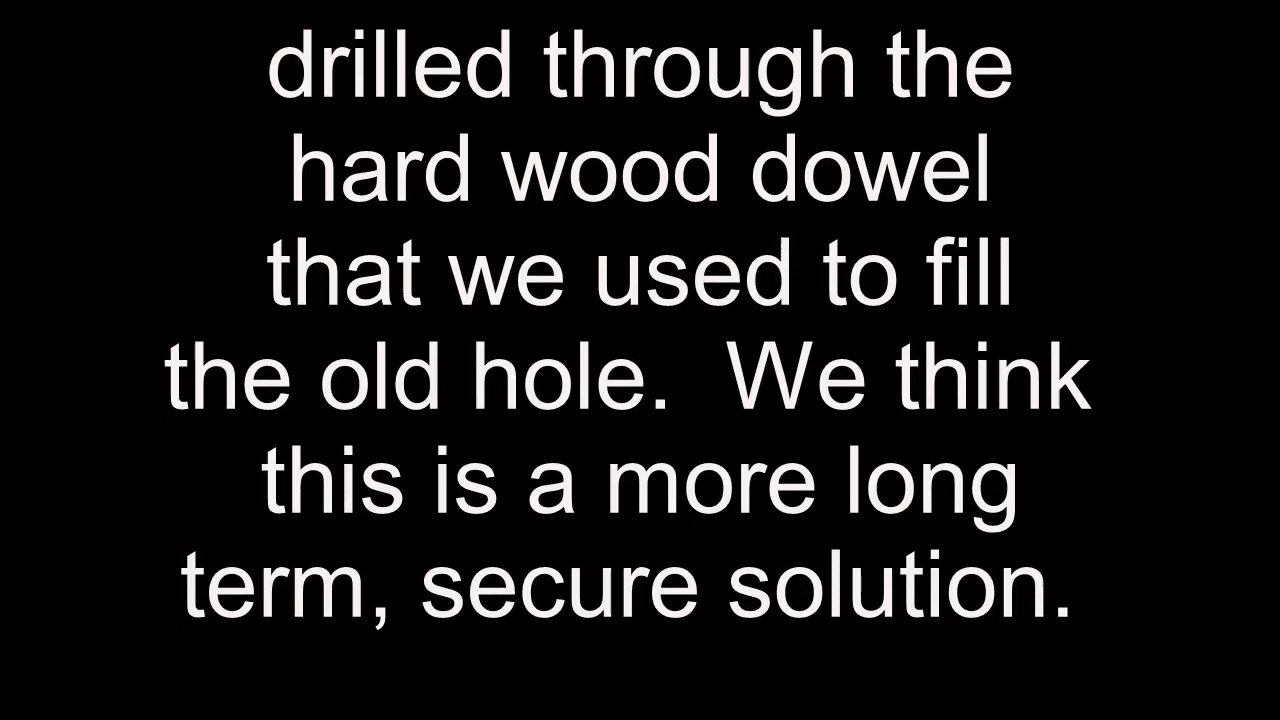 drilled through the
hard wood dowel
that we used to fill
the old hole.  We think
this is a more long
term, secure solution.